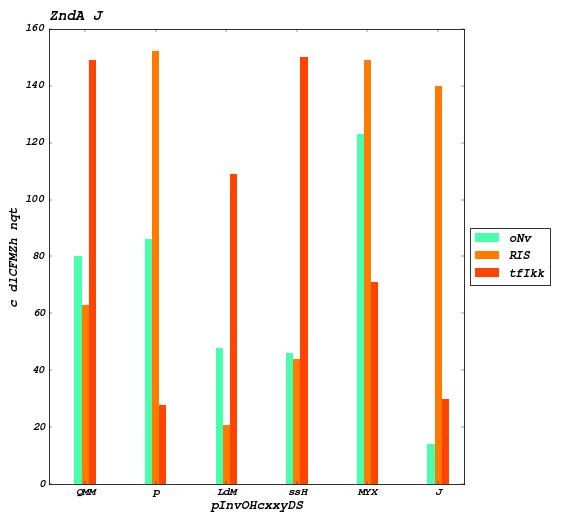 ZndA J
160
140
120
100
80
60
40
20
0
c dlCFMZh nqt
QMM p LdM ssH MYX J
pInvOHcxxyDS
oNv
RIS
tfIkk